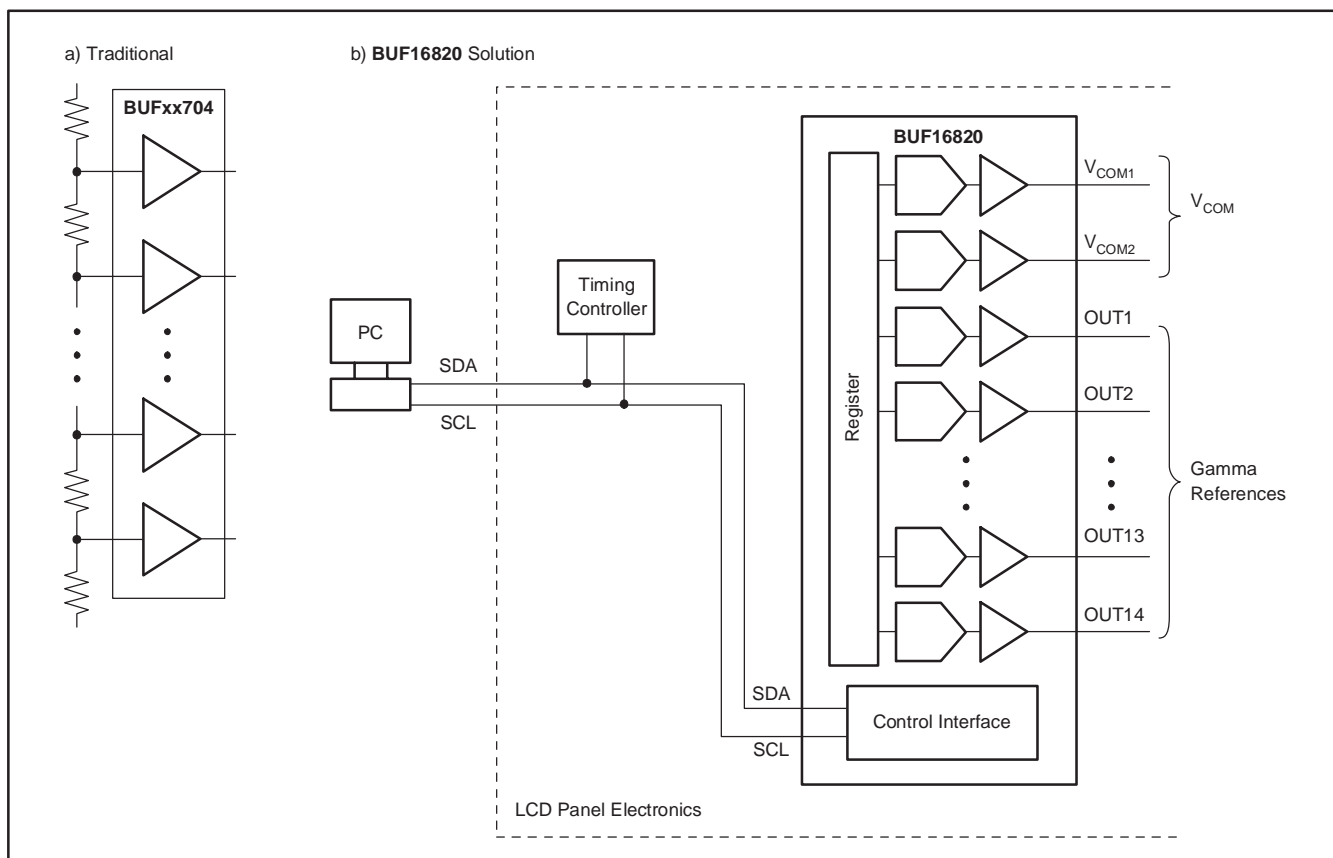 a) Traditional
BUFxx704
b) BUF16820 Solution
BUF16820
Register
VCOM1
VCOM2
VCOM
OUT1
OUT2
OUT13
OUT14
Gamma
References
Timing
Controller
PC
SDA
SCL
SDA
SCL
Control Interface
LCD Panel Electronics